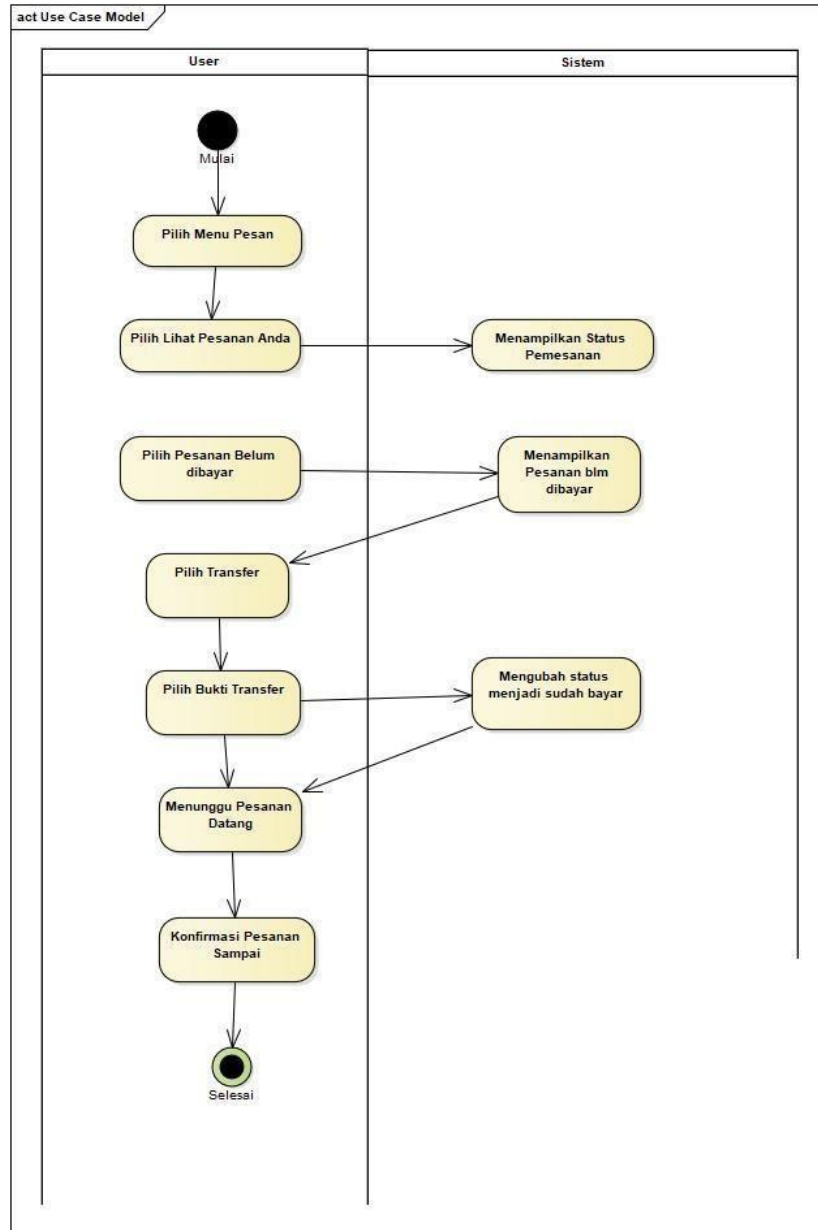 act Use Case Model
User
Sistem
Mulai
Pilih Menu Pesan
Pilih Lihat Pesanan Anda
Menampilkan Status
Pemesanan
Pilih Pesanan Belum
dibayar
Menampilkan
Pesanan blm
dibayar
Pilih Transfer
Pilih Bukti Transfer
Mengubah status
menjadi sudah bayar
Menunggu Pesanan
Datang
Konfirmasi Pesanan
Sampai
Selesai